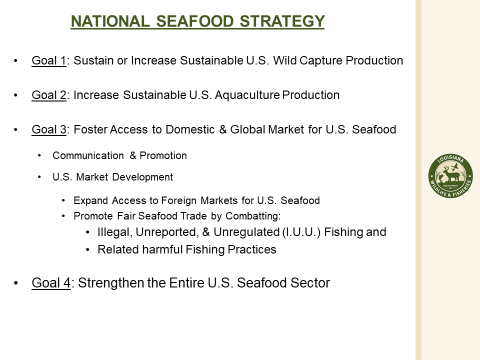 NATIONAL SEAFOOD STRATEGY
• Goal 1: Sustain or Increase Sustainable U.S. Wild Capture Production
• Goal 2: Increase Sustainable U.S. Aquaculture Production
• Goal 3: Foster Access to Domestic & Global Market for U.S. Seafood
• Communication & Promotion
• U.S. Market Development
• Expand Access to Foreign Markets for U.S. Seafood
• Promote Fair Seafood Trade by Combatting:
• Illegal, Unreported, & Unregulated (I.U.U.) Fishing and
• Related harmful Fishing Practices
• Goal 4: Strengthen the Entire U.S. Seafood Sector
LOUISIANA
WILDLIFE & FISHERIES